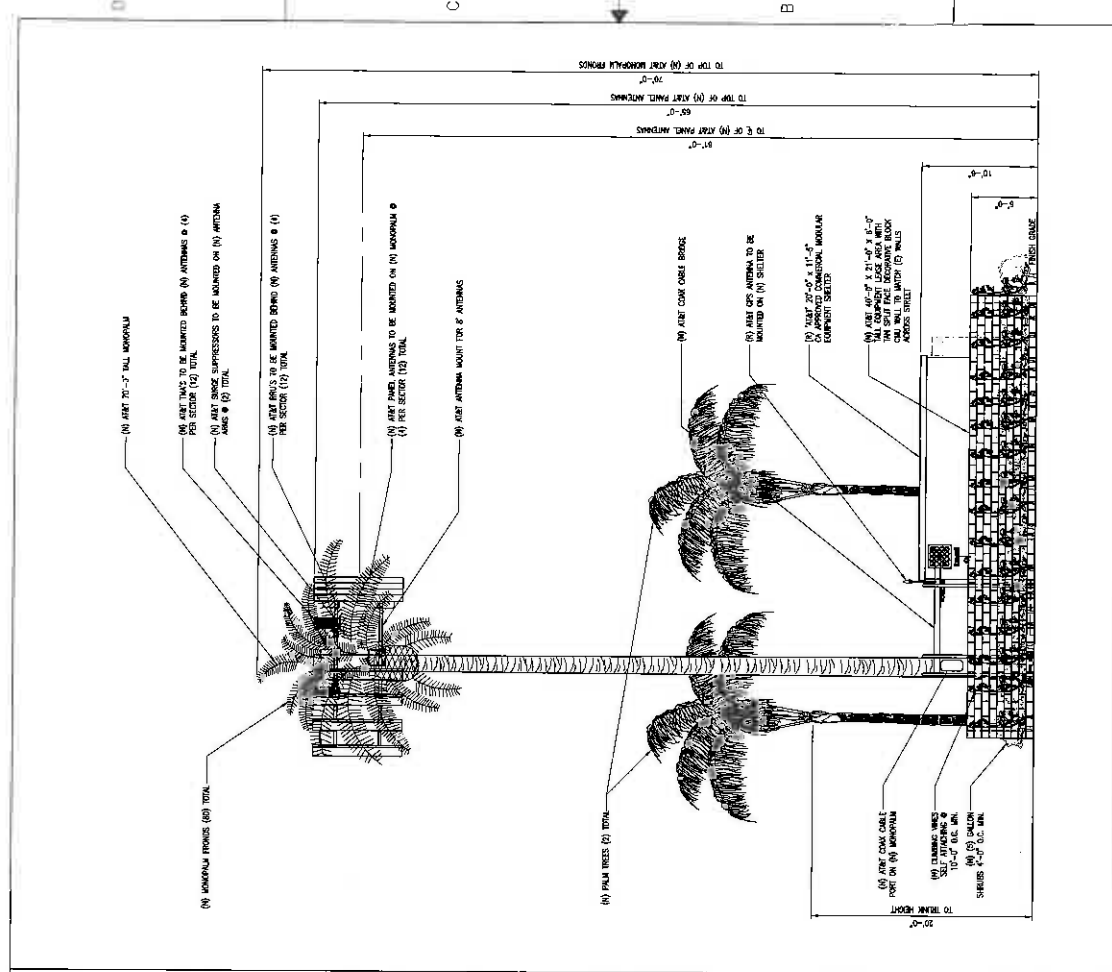 D
C
B
TO TOP OF (N) AT&T MONOPALM FRONDS
70'-0"
TO TOP OF (N) AT&T PANEL ANTENNAS
65'-0"
TO ℄ OF (N) AT&T PANEL ANTENNAS
61'-0"
(N) AT&T 70'-3" TALL MONOPALM
(N) AT&T TMA'S TO BE MOUNTED BEHIND (N) ANTENNAS @ (4)
PER SECTOR (12) TOTAL
(N) AT&T SURGE SUPPRESSORS TO BE MOUNTED ON (N) ANTENNA
ARMS @ (2) TOTAL
(N) AT&T RRU'S TO BE MOUNTED BEHIND (N) ANTENNAS @ (4)
PER SECTOR (12) TOTAL
(N) AT&T PANEL ANTENNAS TO BE MOUNTED ON (N) MONOPALM @
(4) PER SECTOR (12) TOTAL
(N) AT&T ANTENNA MOUNT FOR 8' ANTENNAS
(N) AT&T COAX CABLE BRIDGE
(N) AT&T GPS ANTENNA TO BE
MOUNTED ON (N) SHELTER
(N) AT&T 20'-0" x 11'-5"
CA APPROVED COMMERCIAL MODULAR
EQUIPMENT SHELTER
(N) AT&T 40'-0" X 21'-0" X 6'-0"
TALL EQUIPMENT LEASE AREA WITH
TAN SPLIT FACE DECORATIVE BLOCK
CMU WALL TO MATCH (E) WALLS
ACROSS STREET
10'-6"
6'-0"
FINISH GRADE
(N) MONOPALM FRONDS (80) TOTAL
(N) PALM TREES (2) TOTAL
(N) AT&T COAX CABLE
PORT ON (N) MONOPALM
(N) CLIMBING VINES
SELF ATTACHING @
10'-0" O.C. MIN.
(N) (5) GALLON
SHRUBS 4'-0" O.C. MIN.
20'-0"
TO TRUNK HEIGHT